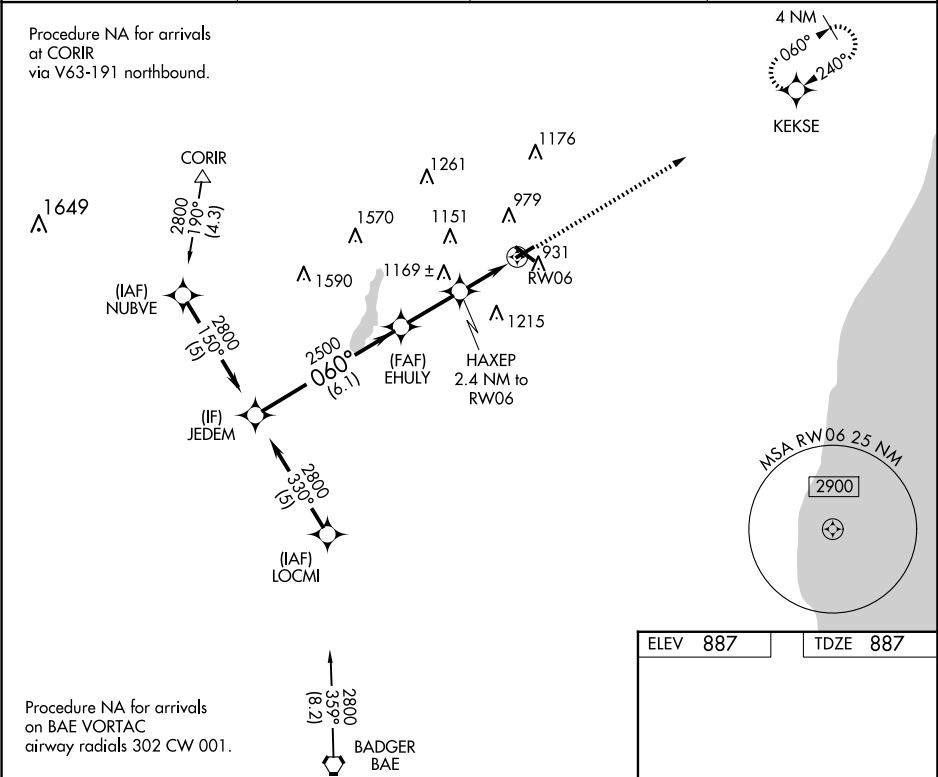 Procedure NA for arrivals
at CORIR
via V63-191 northbound.
4 NM
060°
240°
KEKSE
CORIR
1649
2800
190°
(4.3)
1261
1176
1570
1151
979
1590
1169 ±
931
RW06
1215
(IAF)
NUBVE
2800
150°
(5)
2500
060°
(6.1)
(FAF)
EHULY
HAXEP
2.4 NM to
RW06
(IF)
JEDEM
2800
330°
(5)
(IAF)
LOCMI
MSA RW06 25 NM
2900
2800
359°
(8.2)
BADGER
BAE
Procedure NA for arrivals
on BAE VORTAC
airway radials 302 CW 001.
ELEV 887
TDZE 887